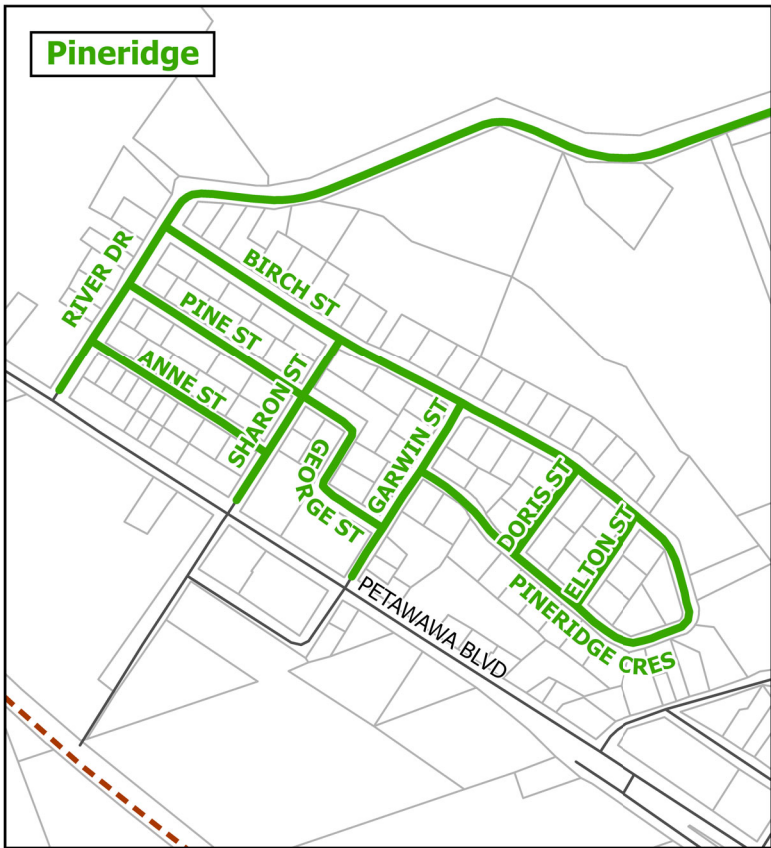 Pineridge
RIVER DR
BIRCH ST
PINE ST
ANNE ST
SHARON ST
GEORGE ST
GARWIN ST
DORIS ST
ELTON ST
PINERIDGE CRES
PETAWAWA BLVD